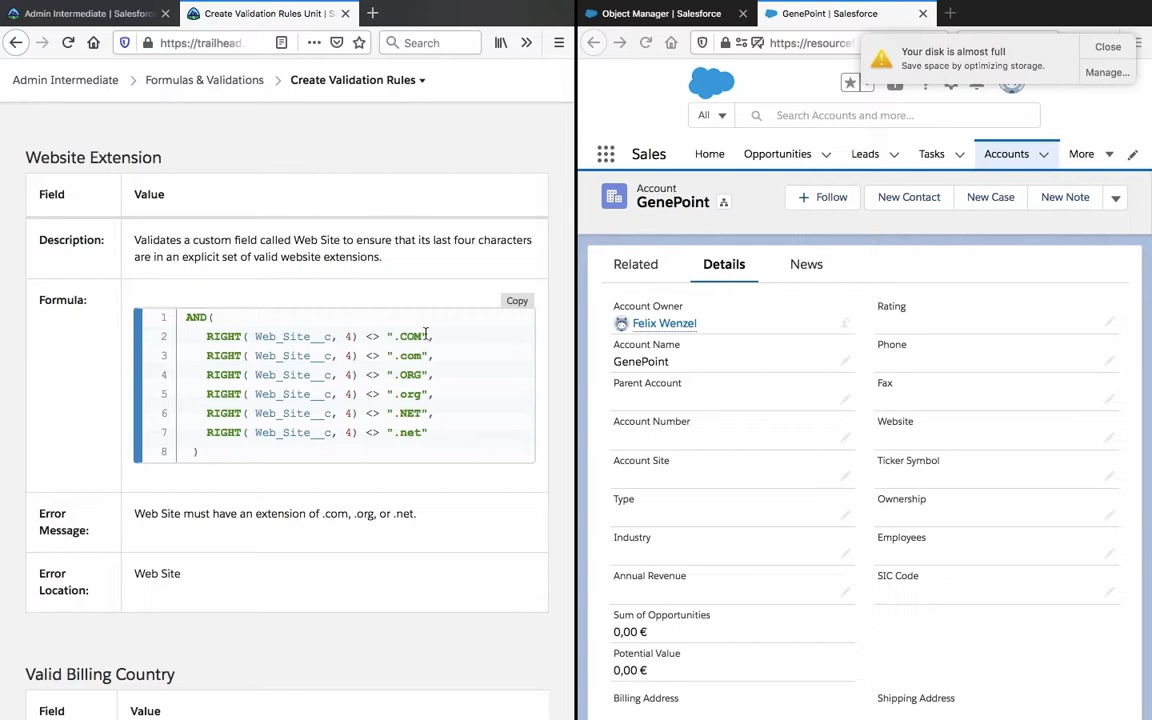 Admin Intermediate | Salesforc
Create Validation Rules Unit | S
https://trailhead.
Search
Admin Intermediate
Formulas & Validations
Create Validation Rules
Website Extension
Field
Value
Description:
Validates a custom field called Web Site to ensure that its last four characters
are in an explicit set of valid website extensions.
Formula:
Copy
1 AND(
2 RIGHT( Web_Site__c, 4) <> ".COM",
3 RIGHT( Web_Site__c, 4) <> ".com",
4 RIGHT( Web_Site__c, 4) <> ".ORG",
5 RIGHT( Web_Site__c, 4) <> ".org",
6 RIGHT( Web_Site__c, 4) <> ".NET",
7 RIGHT( Web_Site__c, 4) <> ".net"
8 )
Error
Message:
Web Site must have an extension of .com, .org, or .net.
Error
Location:
Web Site
Valid Billing Country
Field
Value
Object Manager | Salesforce
GenePoint | Salesforce
https://resource
Your disk is almost full
Save space by optimizing storage.
Close
Manage...
All
Search Accounts and more...
Sales
Home
Opportunities
Leads
Tasks
Accounts
More
Account
GenePoint
+ Follow
New Contact
New Case
New Note
Related
Details
News
Account Owner
Felix Wenzel
Rating
Account Name
GenePoint
Phone
Parent Account
Fax
Account Number
Website
Account Site
Ticker Symbol
Type
Ownership
Industry
Employees
Annual Revenue
SIC Code
Sum of Opportunities
0,00 €
Potential Value
0,00 €
Billing Address
Shipping Address